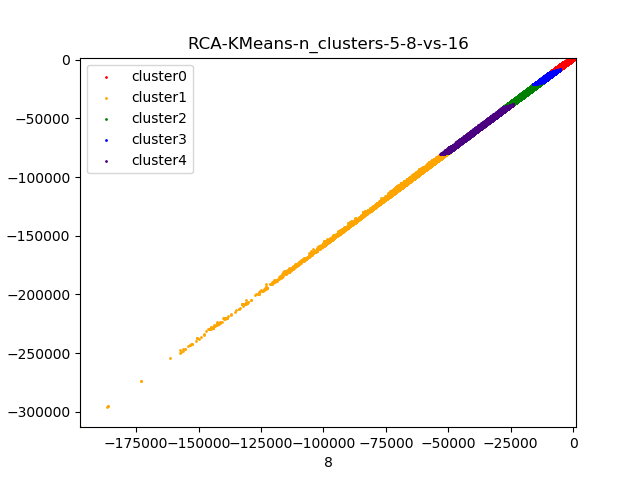 RCA-KMeans-n_clusters-5-8-vs-16
cluster0
cluster1
cluster2
cluster3
cluster4
0
−50000
−100000
−150000
−200000
−250000
−300000
−175000 −150000 −125000 −100000 −75000 −50000 −25000 0
8